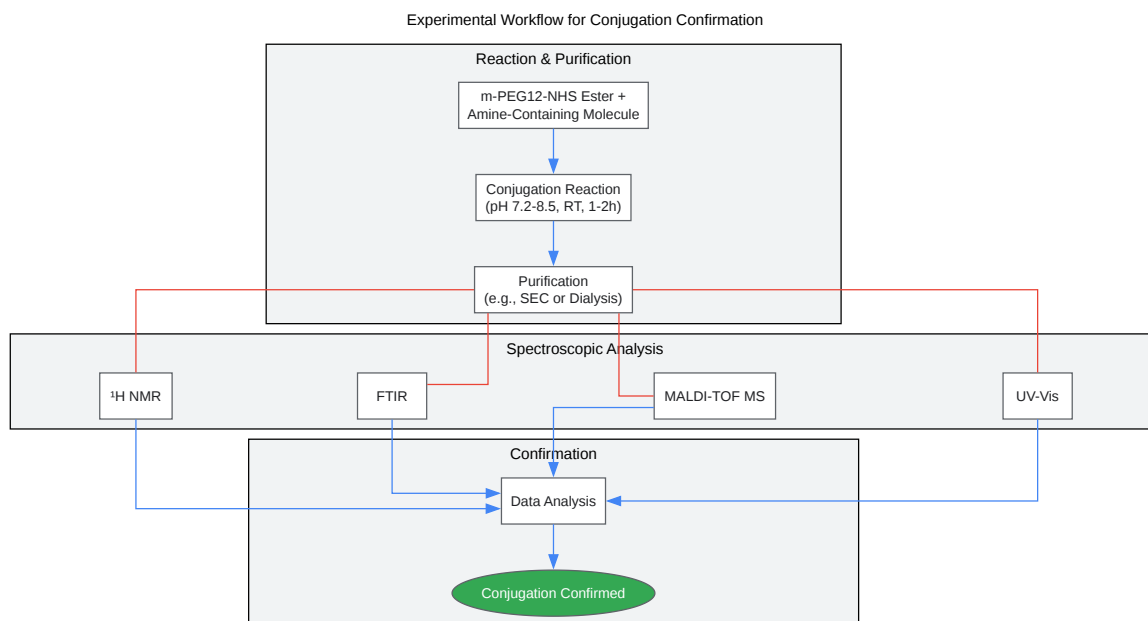 Experimental Workflow for Conjugation Confirmation
Reaction & Purification
m-PEG12-NHS Ester +
Amine-Containing Molecule
Conjugation Reaction
(pH 7.2-8.5, RT, 1-2h)
Purification
(e.g., SEC or Dialysis)
Spectroscopic Analysis
¹H NMR
FTIR
MALDI-TOF MS
UV-Vis
Confirmation
Data Analysis
Conjugation Confirmed